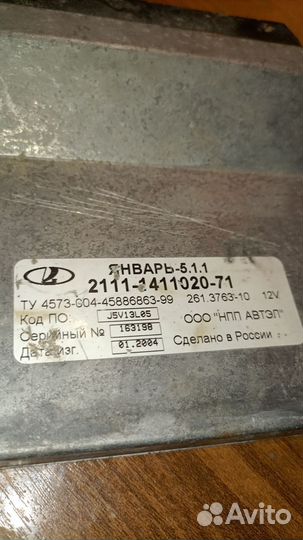 ЯНВАРЬ-5.1.1
2111-1411020-71
ТУ 4573-004-45886863-99 261.3763-10 12V
Код ПО: J5V13L05 ООО "НПП АВТЭЛ"
Серийный № 163198
Дата изг. 01.2004 Сделано в России
Avito